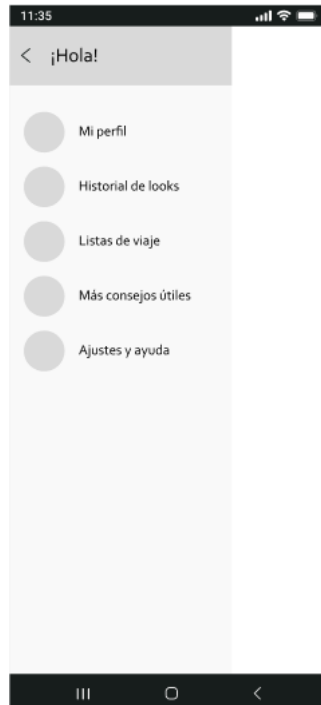 11:35
¡Hola!
Mi perfil
Historial de looks
Listas de viaje
Más consejos útiles
Ajustes y ayuda